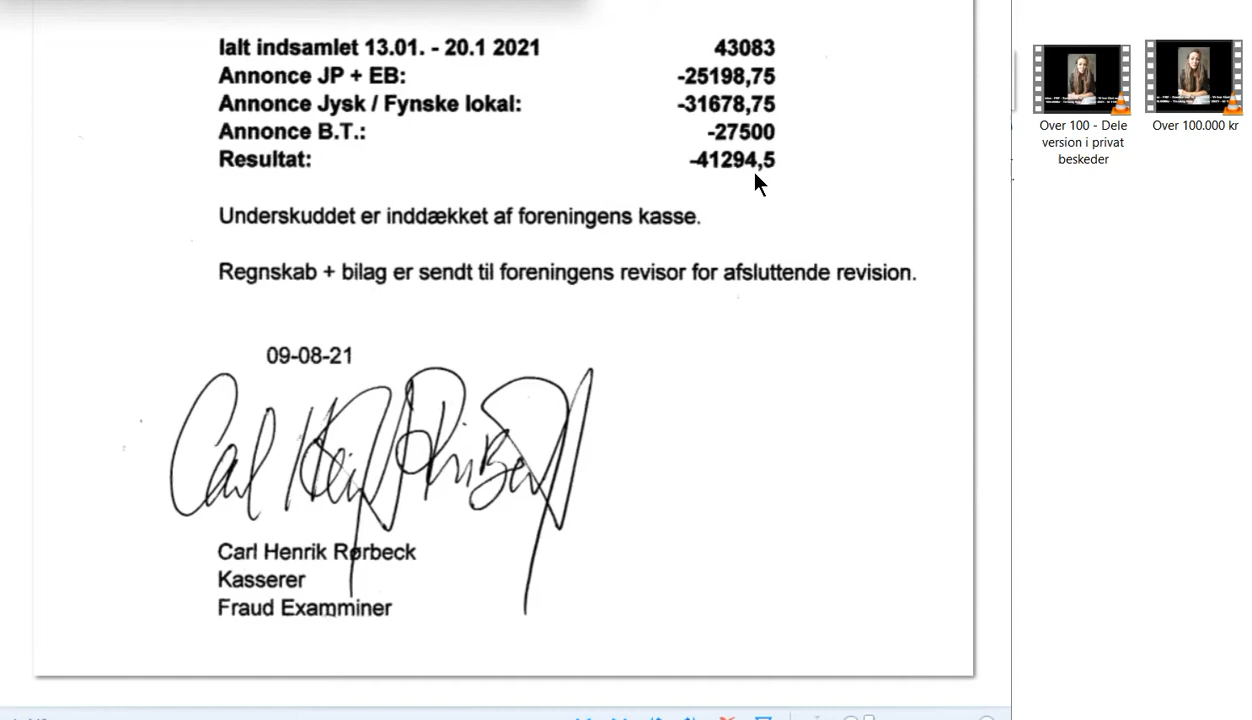 Ialt indsamlet 13.01. - 20.1 2021 43083
Annonce JP + EB: -25198,75
Annonce Jysk / Fynske lokal: -31678,75
Annonce B.T.: -27500
Resultat: -41294,5
Underskuddet er inddækket af foreningens kasse.
Regnskab + bilag er sendt til foreningens revisor for afsluttende revision.
09-08-21
Carl Henrik Rørbeck
Kasserer
Fraud Examminer
Over 100 - Dele
version i privat
beskeder
Over 100.000 kr